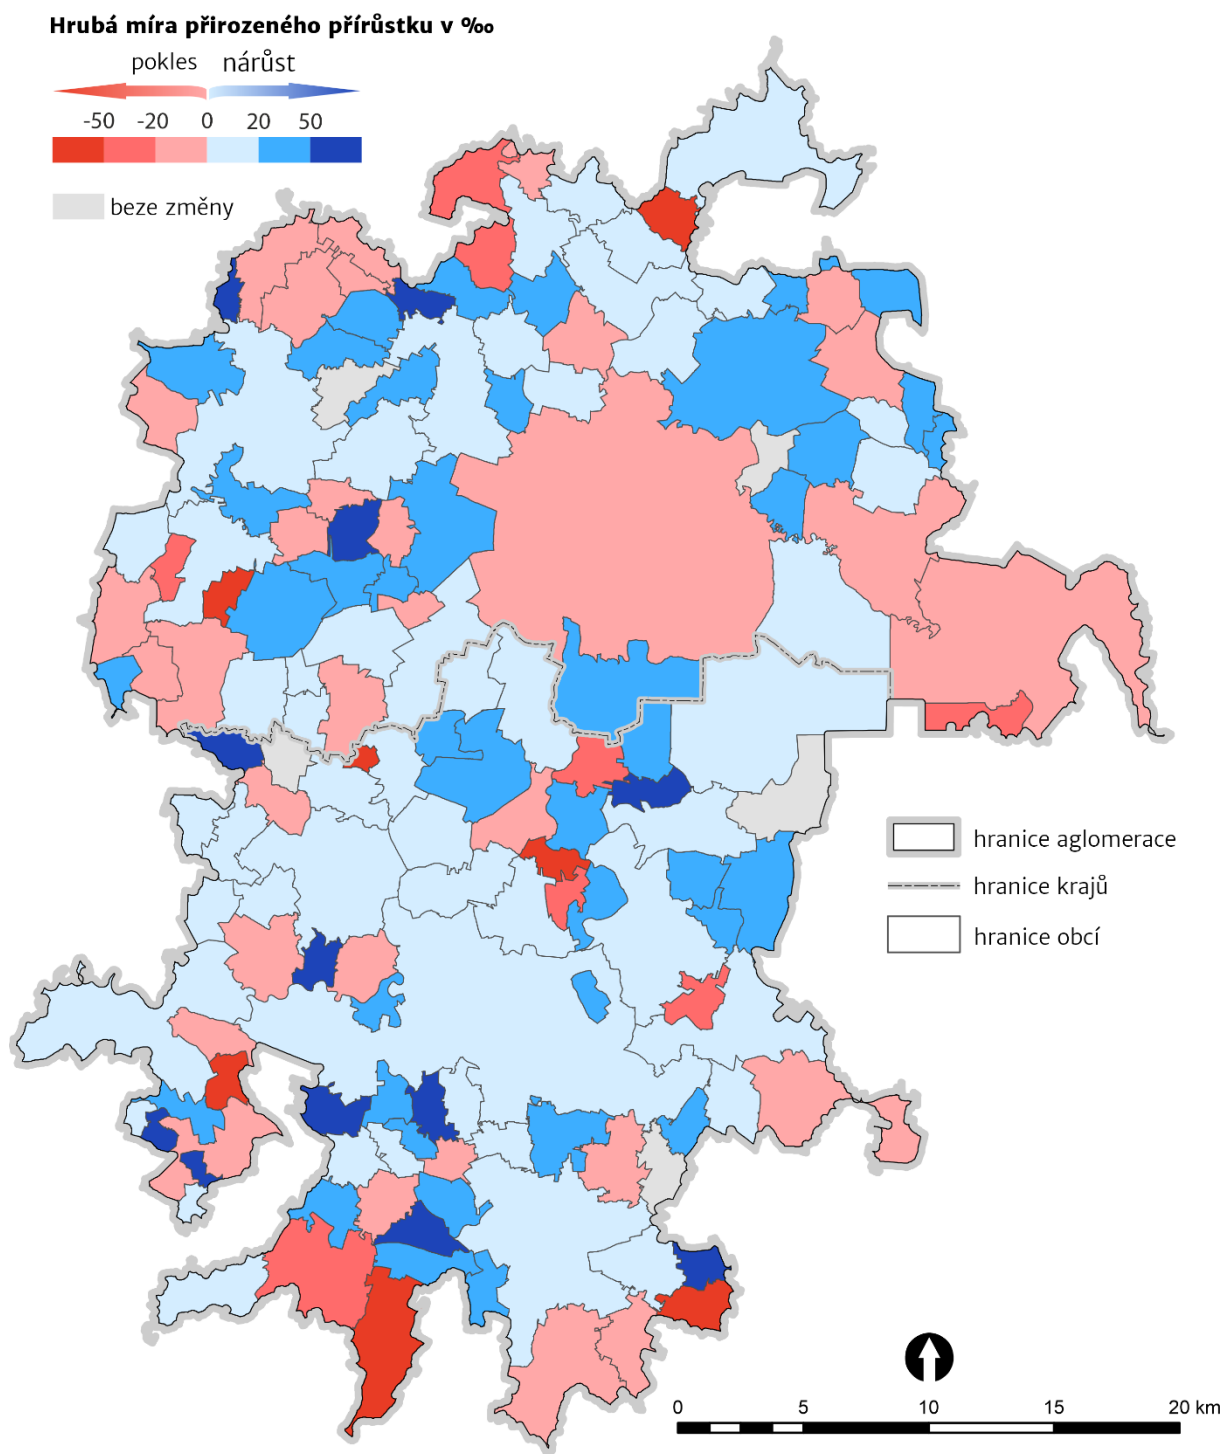 Hrubá míra přirozeného přírůstku v ‰
pokles nárůst
-50 -20 0 20 50
beze změny
hranice aglomerace
hranice krajů
hranice obcí
0 5 10 15 20 km